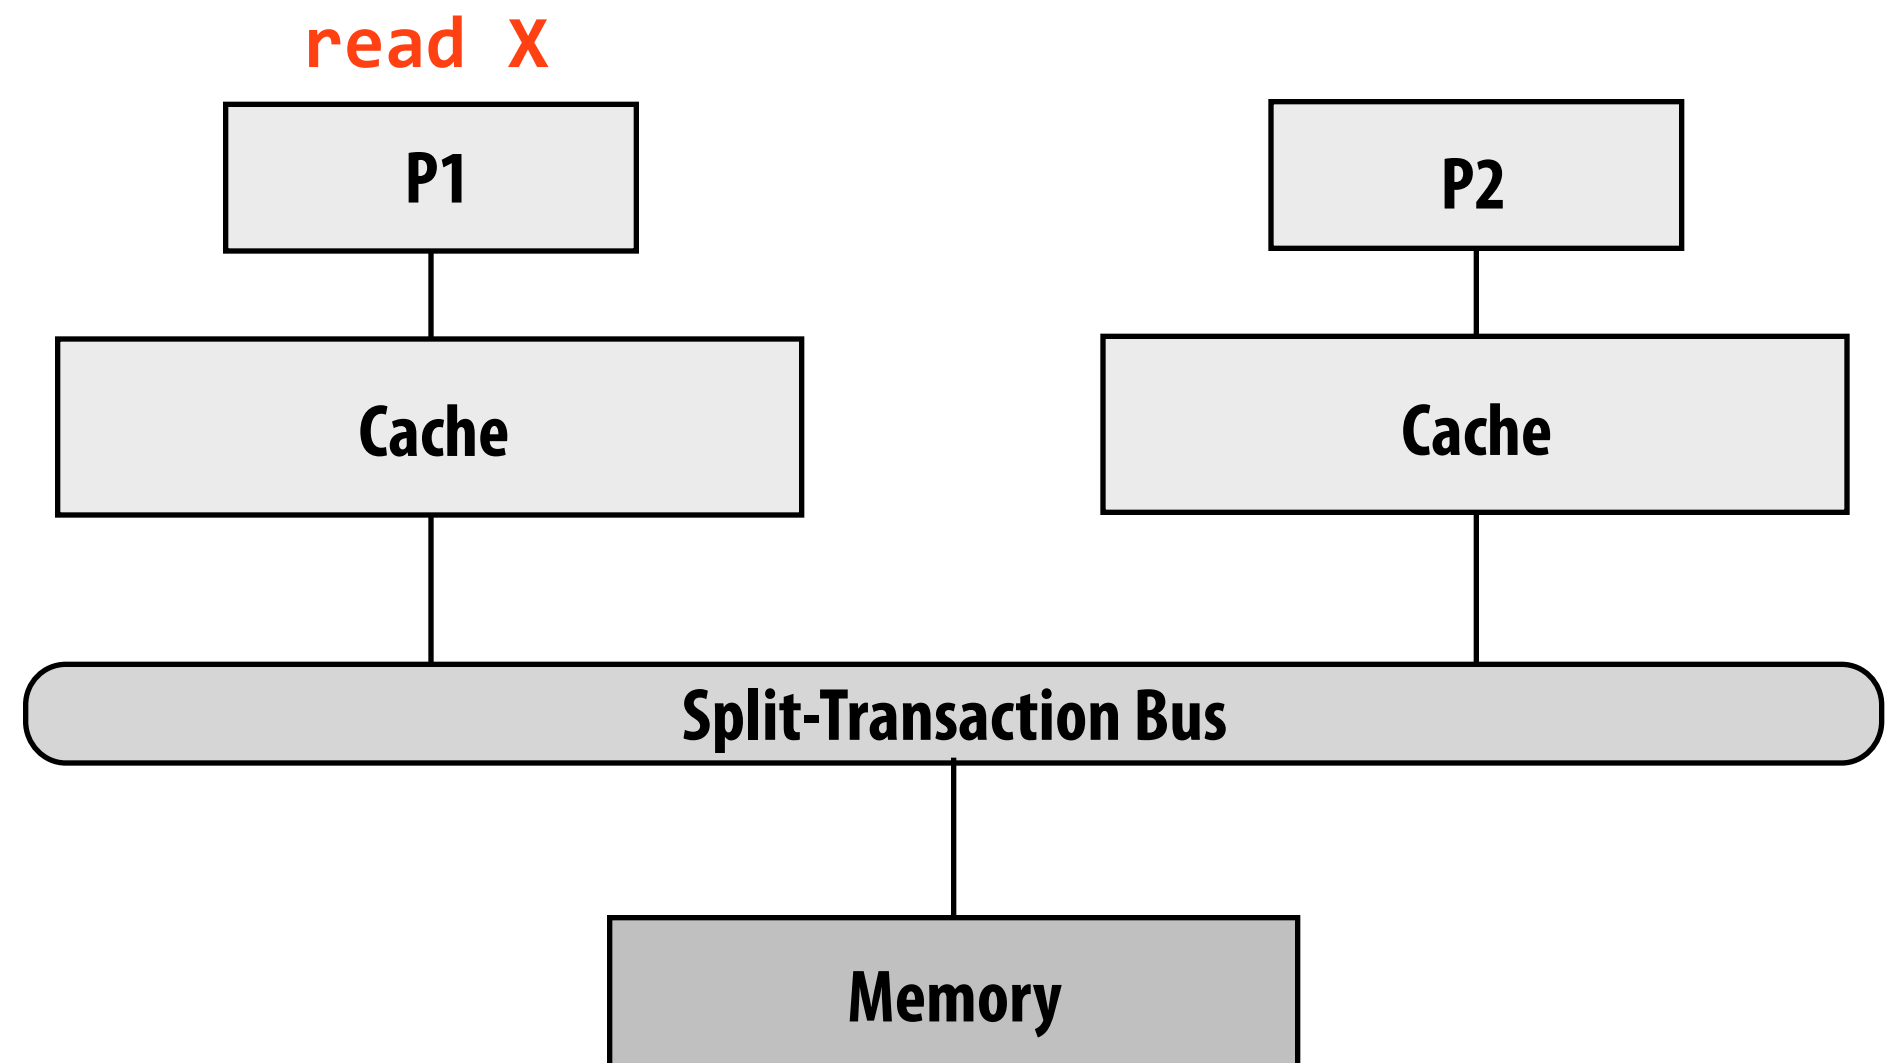 read X
P1
P2
Cache
Cache
Split-Transaction Bus
Memory